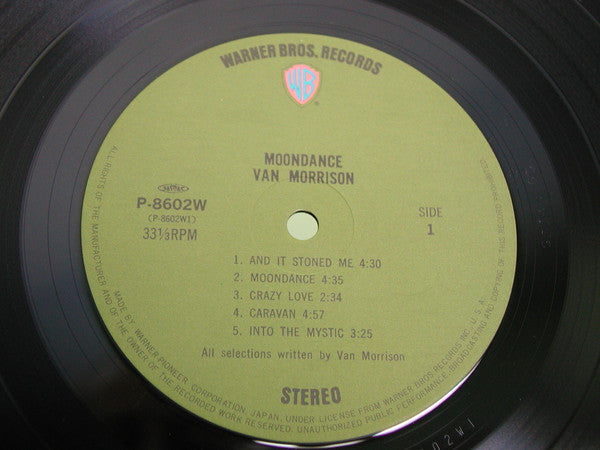 WARNER BROS. RECORDS
WB
®
MOONDANCE
VAN MORRISON
JASRAC
P-8602W
(P-8602W1)
33⅓RPM
SIDE
1
1. AND IT STONED ME 4:30
2. MOONDANCE 4:35
3. CRAZY LOVE 2:34
4. CARAVAN 4:57
5. INTO THE MYSTIC 3:25
All selections written by Van Morrison
STEREO
MADE BY WARNER-PIONEER CORPORATION, JAPAN, UNDER LICENSE FROM WARNER BROS. RECORDS INC. U.S.A.
ALL RIGHTS OF THE MANUFACTURER AND OF THE OWNER OF THE RECORDED WORK RESERVED. UNAUTHORIZED PUBLIC PERFORMANCE, BROADCASTING AND COPYING OF THIS RECORD PROHIBITED.